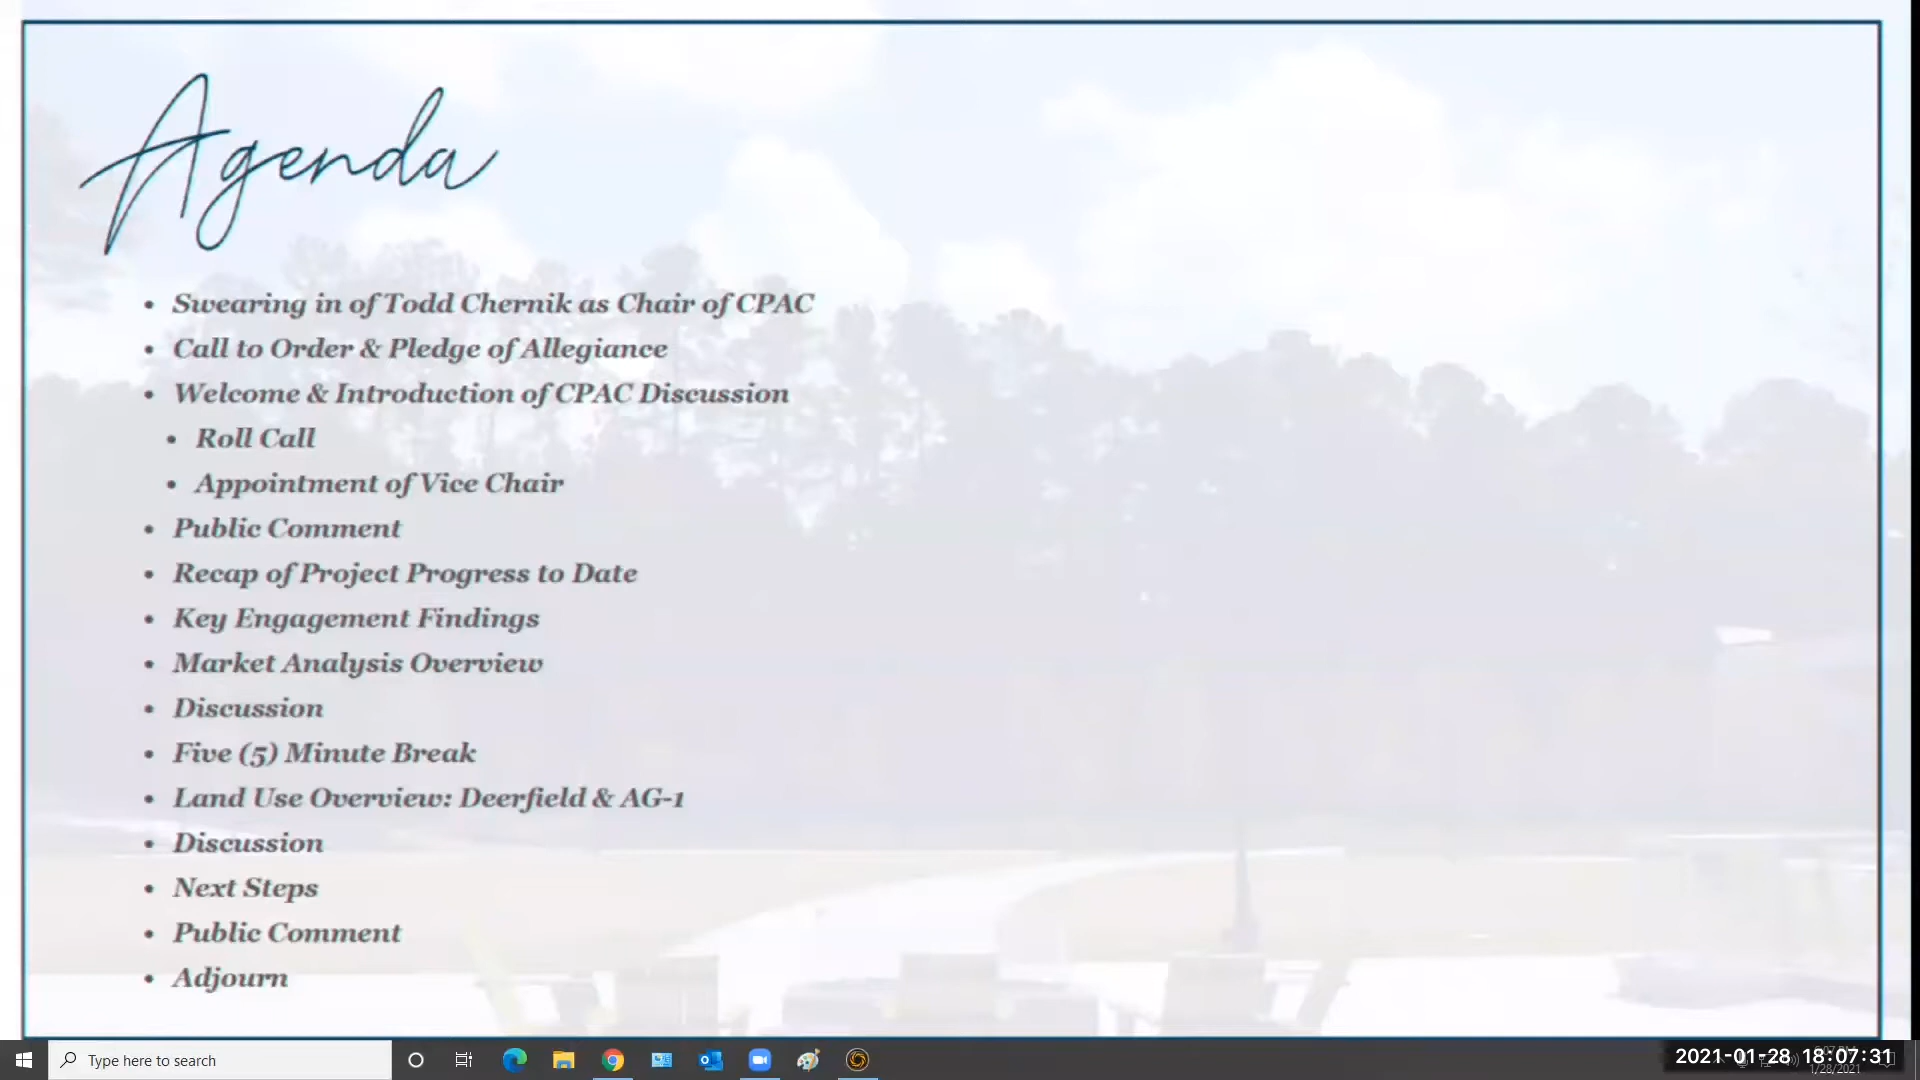 Agenda
• Swearing in of Todd Chernik as Chair of CPAC
• Call to Order & Pledge of Allegiance
• Welcome & Introduction of CPAC Discussion
• Roll Call
• Appointment of Vice Chair
• Public Comment
• Recap of Project Progress to Date
• Key Engagement Findings
• Market Analysis Overview
• Discussion
• Five (5) Minute Break
• Land Use Overview: Deerfield & AG-1
• Discussion
• Next Steps
• Public Comment
• Adjourn
Type here to search
2021-01-28 18:07:31
1/28/2021